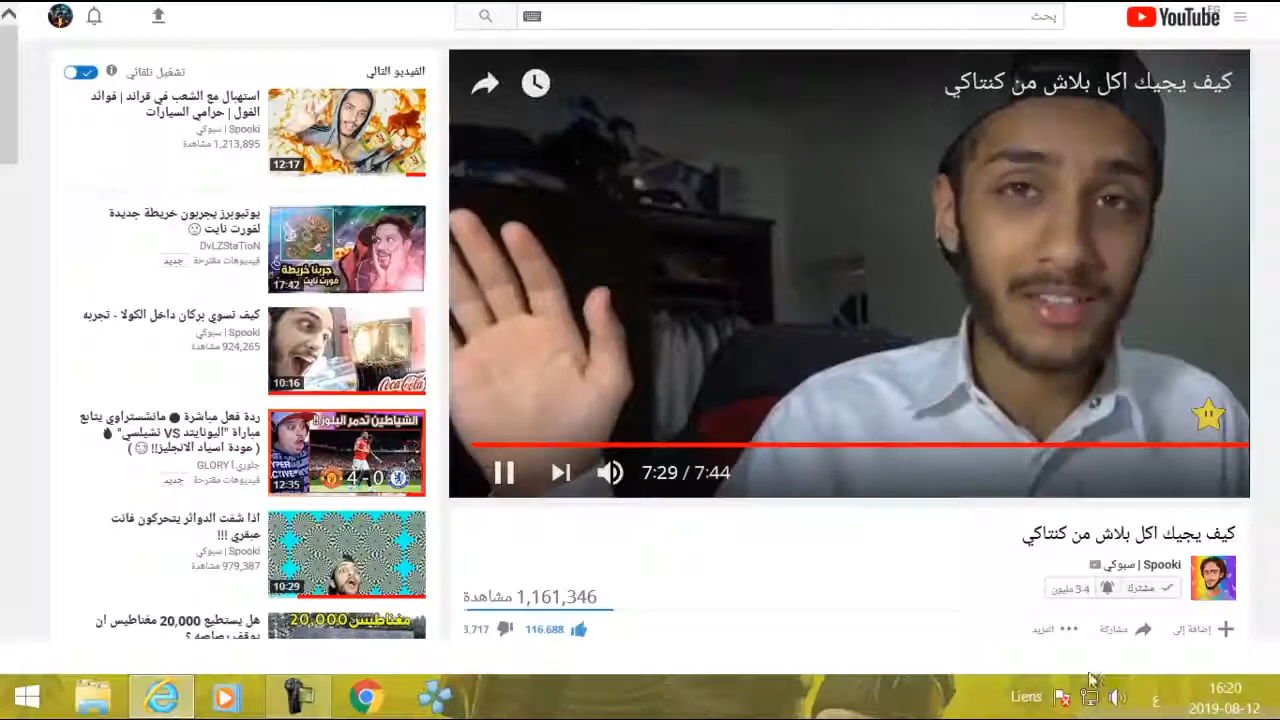 بحث
YouTube
EG
كيف يجيك اكل بلاش من كنتاكي
7:29 / 7:44
كيف يجيك اكل بلاش من كنتاكي
Spooki | سبوكي
مشترك
3.4 مليون
1,161,346 مشاهدة
إضافة إلى
مشاركة
المزيد
116.688
3,717
الفيديو التالي
تشغيل تلقائي
استهبال مع الشعب في قراند | فوائد
الفول | حرامي السيارات
Spooki | سبوكي
1,213,895 مشاهدة
12:17
يوتيوبرز يجربون خريطة جديدة
لفورت نايت
DvLZStaTioN
فيديوهات مقترحة
جديد
جربنا خريطة
فورت نايت
17:42
كيف تسوي بركان داخل الكولا - تجربه
Spooki | سبوكي
924,265 مشاهدة
10:16
Coca-Cola
ردة فعل مباشرة مانشستراوي يتابع
مباراة "اليونايتد VS تشيلسي"
( عودة اسياد الانجليز!! )
جلوري | GLORY
فيديوهات مقترحة
جديد
الشياطين تدمر البلوز!!
4 - 0
12:35
اذا شفت الدوائر يتحركون فانت
عبقري !!!
Spooki | سبوكي
979,387 مشاهدة
10:29
هل يستطيع 20,000 مغناطيس ان
يوقف رصاصه ؟
20,000 مغناطيس
Liens
ع
16:20
2019-08-12